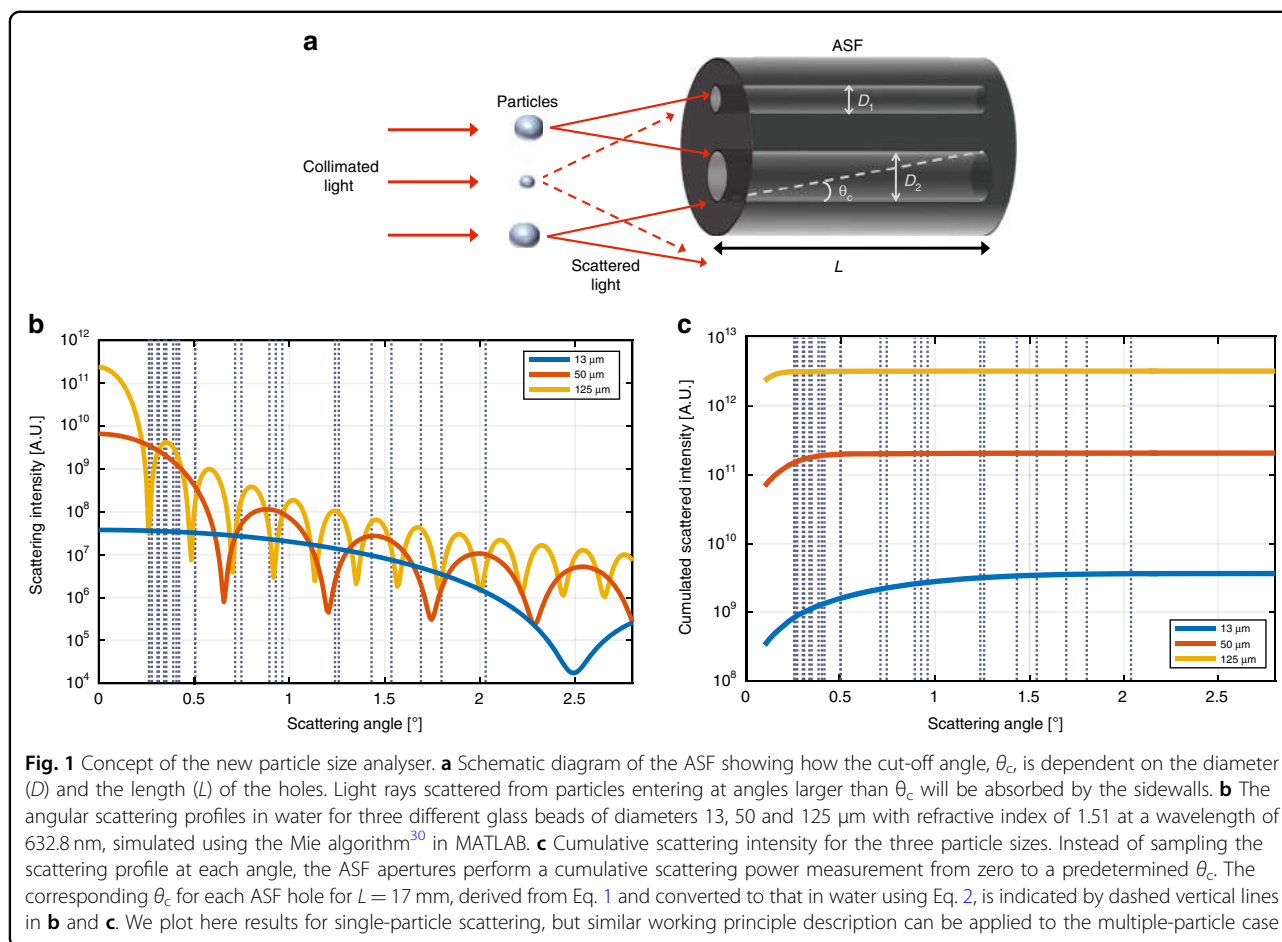 a
ASF
Particles
D1
Collimated
light
D2
θc
Scattered
light
L
b
10^12
10^11
10^10
10^9
10^8
10^7
10^6
10^5
10^4
Scattering intensity [A.U.]
13 µm
50 µm
125 µm
0 0.5 1 1.5 2 2.5
Scattering angle [°]
c
10^13
10^12
10^11
10^10
10^9
10^8
Cumulated scattered intensity [A.U.]
13 µm
50 µm
125 µm
0 0.5 1 1.5 2 2.5
Scattering angle [°]
Fig. 1 Concept of the new particle size analyser. a Schematic diagram of the ASF showing how the cut-off angle, θc, is dependent on the diameter
(D) and the length (L) of the holes. Light rays scattered from particles entering at angles larger than θc will be absorbed by the sidewalls. b The
angular scattering profiles in water for three different glass beads of diameters 13, 50 and 125 µm with refractive index of 1.51 at a wavelength of
632.8 nm, simulated using the Mie algorithm30 in MATLAB. c Cumulative scattering intensity for the three particle sizes. Instead of sampling the
scattering profile at each angle, the ASF apertures perform a cumulative scattering power measurement from zero to a predetermined θc. The
corresponding θc for each ASF hole for L = 17 mm, derived from Eq. 1 and converted to that in water using Eq. 2, is indicated by dashed vertical lines
in b and c. We plot here results for single-particle scattering, but similar working principle description can be applied to the multiple-particle case